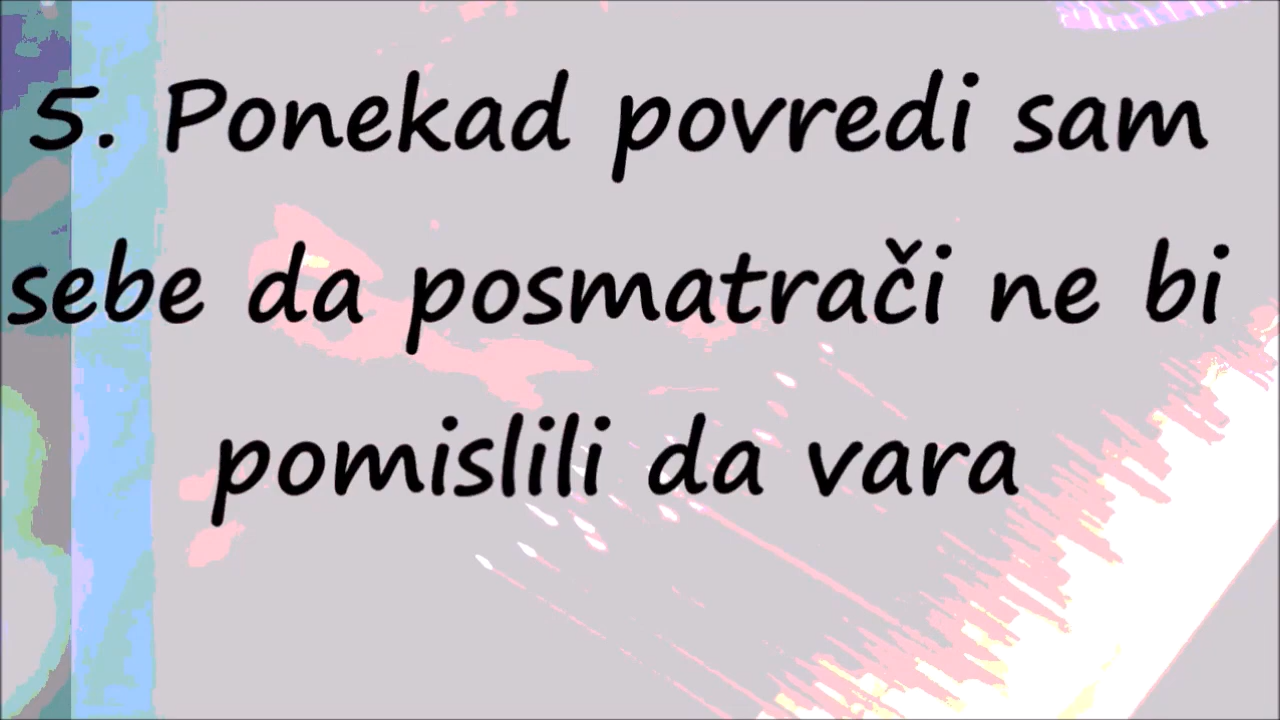 5. Ponekad povredi sam
sebe da posmatrači ne bi
pomislili da vara